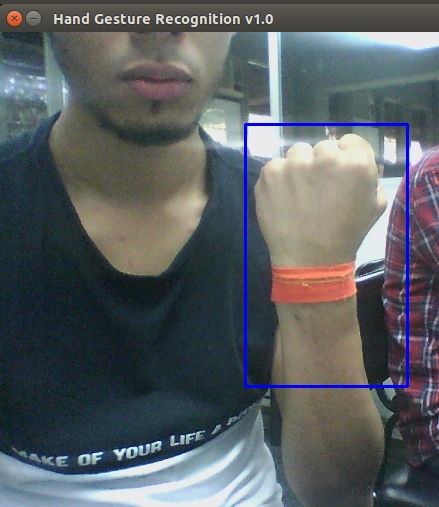 Hand Gesture Recognition v1.0
MAKE OF YOUR LIFE A